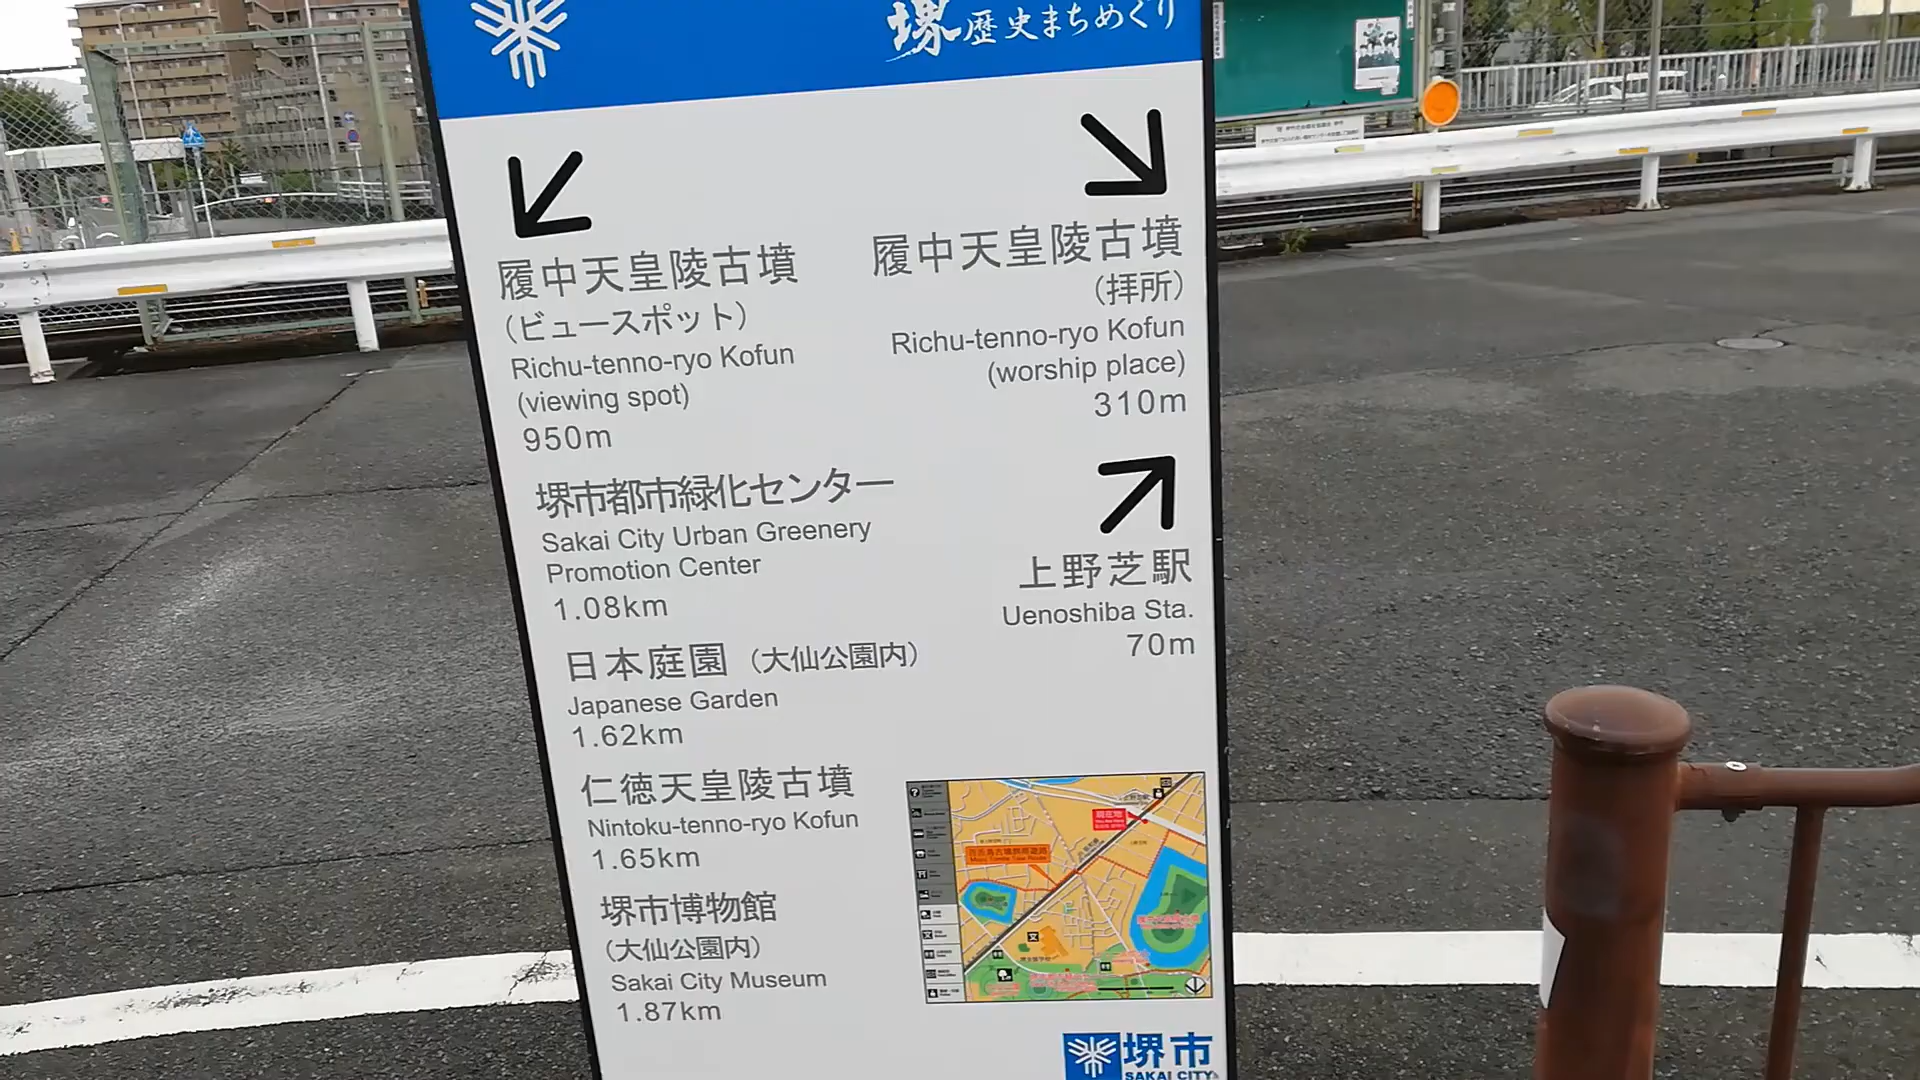 堺歴史まちめぐり
履中天皇陵古墳
（ビュースポット）
Richu-tenno-ryo Kofun
(viewing spot)
950m
堺市都市緑化センター
Sakai City Urban Greenery
Promotion Center
1.08km
日本庭園（大仙公園内）
Japanese Garden
1.62km
仁徳天皇陵古墳
Nintoku-tenno-ryo Kofun
1.65km
堺市博物館
（大仙公園内）
Sakai City Museum
1.87km
履中天皇陵古墳
（拝所）
Richu-tenno-ryo Kofun
(worship place)
310m
上野芝駅
Uenoshiba Sta.
70m
現在地
堺市
SAKAI CITY